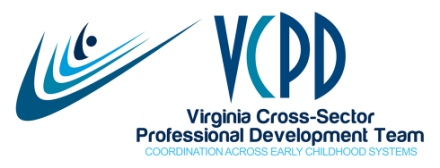 VCPD
Virginia Cross-Sector
Professional Development Team
COORDINATION ACROSS EARLY CHILDHOOD SYSTEMS